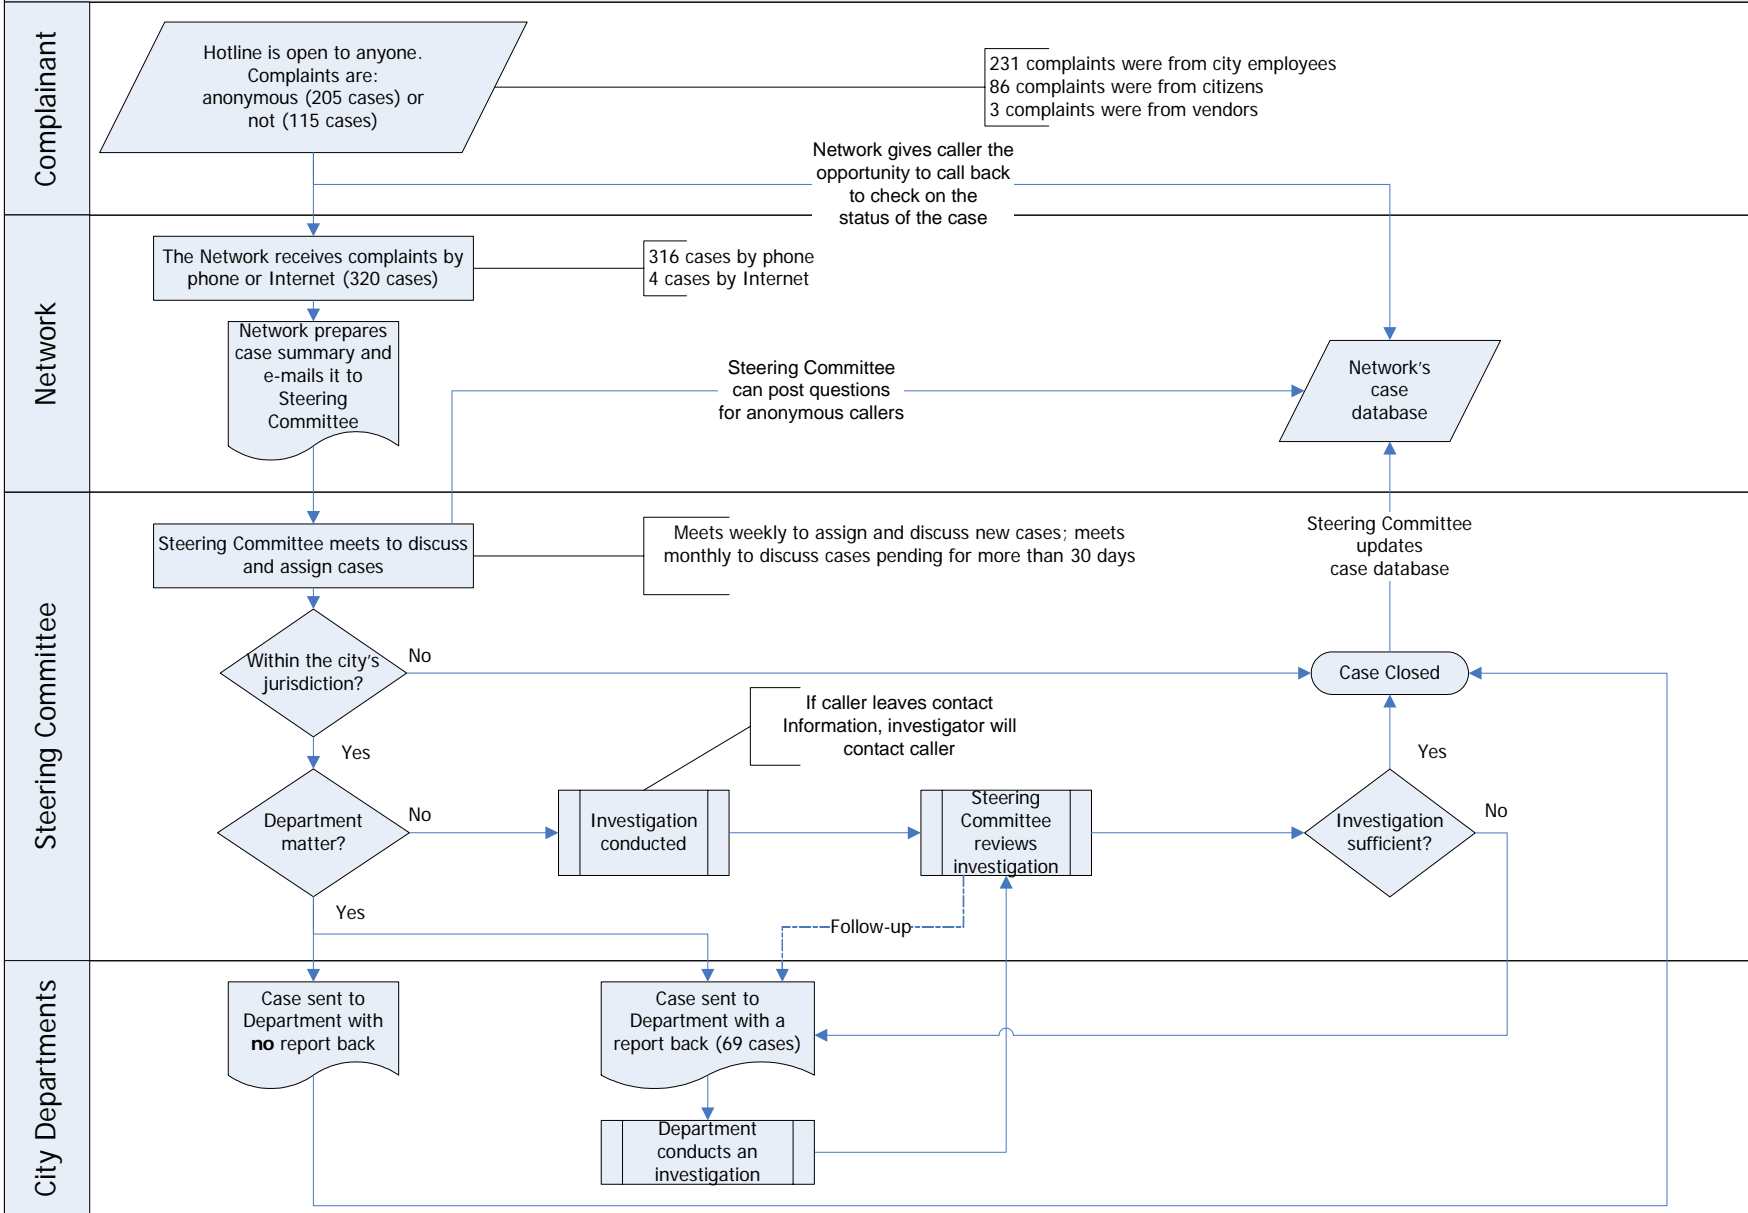 Complainant
Hotline is open to anyone.
Complaints are:
anonymous (205 cases) or
not (115 cases)
231 complaints were from city employees
86 complaints were from citizens
3 complaints were from vendors
Network gives caller the
opportunity to call back
to check on the
status of the case
Network
The Network receives complaints by
phone or Internet (320 cases)
316 cases by phone
4 cases by Internet
Network prepares
case summary and
e-mails it to
Steering
Committee
Steering Committee
can post questions
for anonymous callers
Network's
case
database
Steering Committee
Steering Committee meets to discuss
and assign cases
Meets weekly to assign and discuss new cases; meets
monthly to discuss cases pending for more than 30 days
Steering Committee
updates
case database
Within the city's
jurisdiction?
No
Case Closed
If caller leaves contact
Information, investigator will
contact caller
Yes
Yes
Department
matter?
No
Investigation
conducted
Steering
Committee
reviews
investigation
Investigation
sufficient?
No
Yes
Follow-up
City Departments
Case sent to
Department with
no report back
Case sent to
Department with a
report back (69 cases)
Department
conducts an
investigation